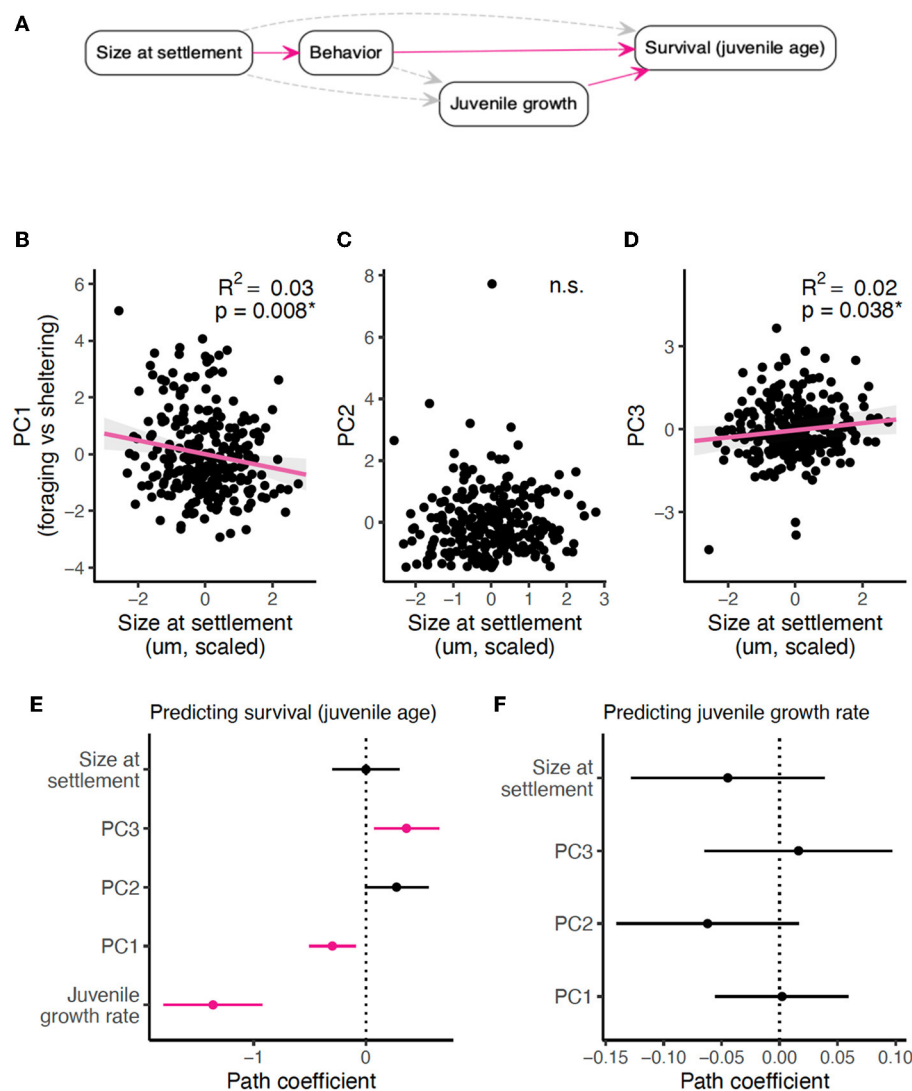 A
Size at settlement
Behavior
Survival (juvenile age)
Juvenile growth
B
C
D
R² = 0.03
p = 0.008*
6
4
2
0
−2
−4
PC1
(foraging vs sheltering)
−2
0
2
Size at settlement
(um, scaled)
n.s.
8
6
4
2
0
PC2
−2
−1
0
1
2
3
Size at settlement
(um, scaled)
R² = 0.02
p = 0.038*
3
0
−3
PC3
−2
0
2
Size at settlement
(um, scaled)
E
Predicting survival (juvenile age)
Size at
settlement
PC3
PC2
PC1
Juvenile
growth rate
−1
0
Path coefficient
F
Predicting juvenile growth rate
Size at
settlement
PC3
PC2
PC1
−0.15
−0.10
−0.05
0.00
0.05
0.10
Path coefficient